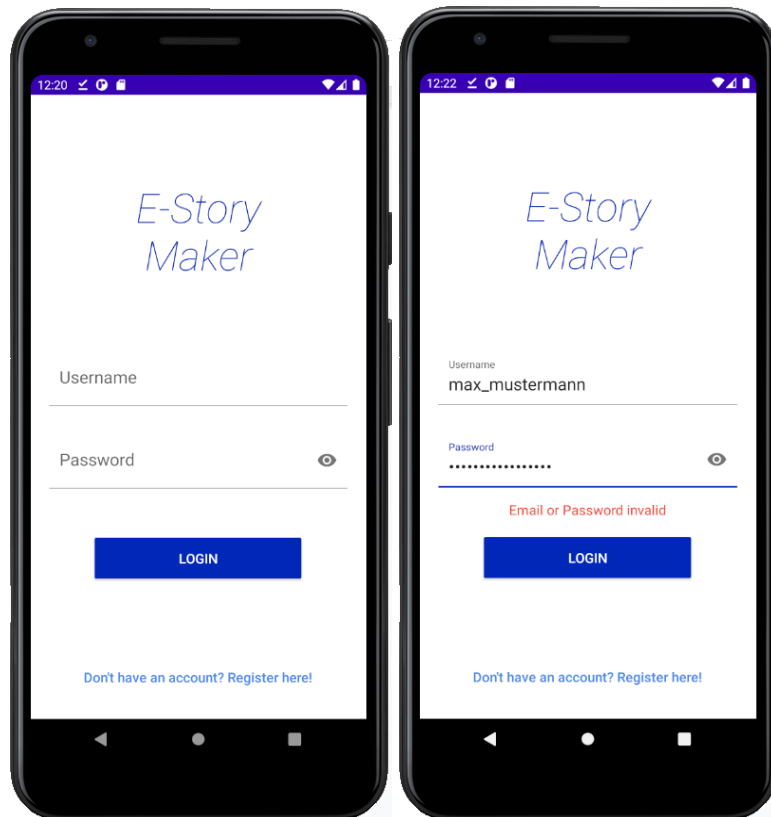 12:20
E-Story
Maker
Username
Password
LOGIN
Don't have an account? Register here!
12:22
E-Story
Maker
Username
max_mustermann
Password
•••••••••••••••••
Email or Password invalid
LOGIN
Don't have an account? Register here!